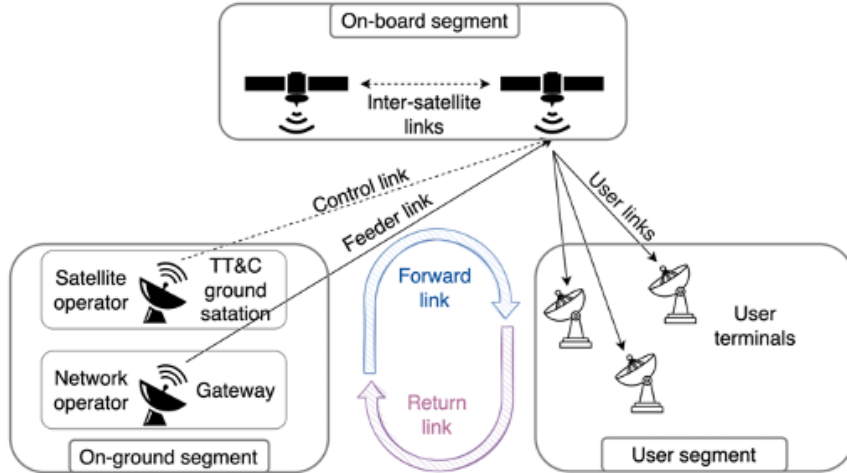 On-board segment
Inter-satellite
links
Control link
Feeder link
User links
Satellite
operator
TT&C
ground
satation
Network
operator
Gateway
On-ground segment
Forward
link
Return
link
User
terminals
User segment